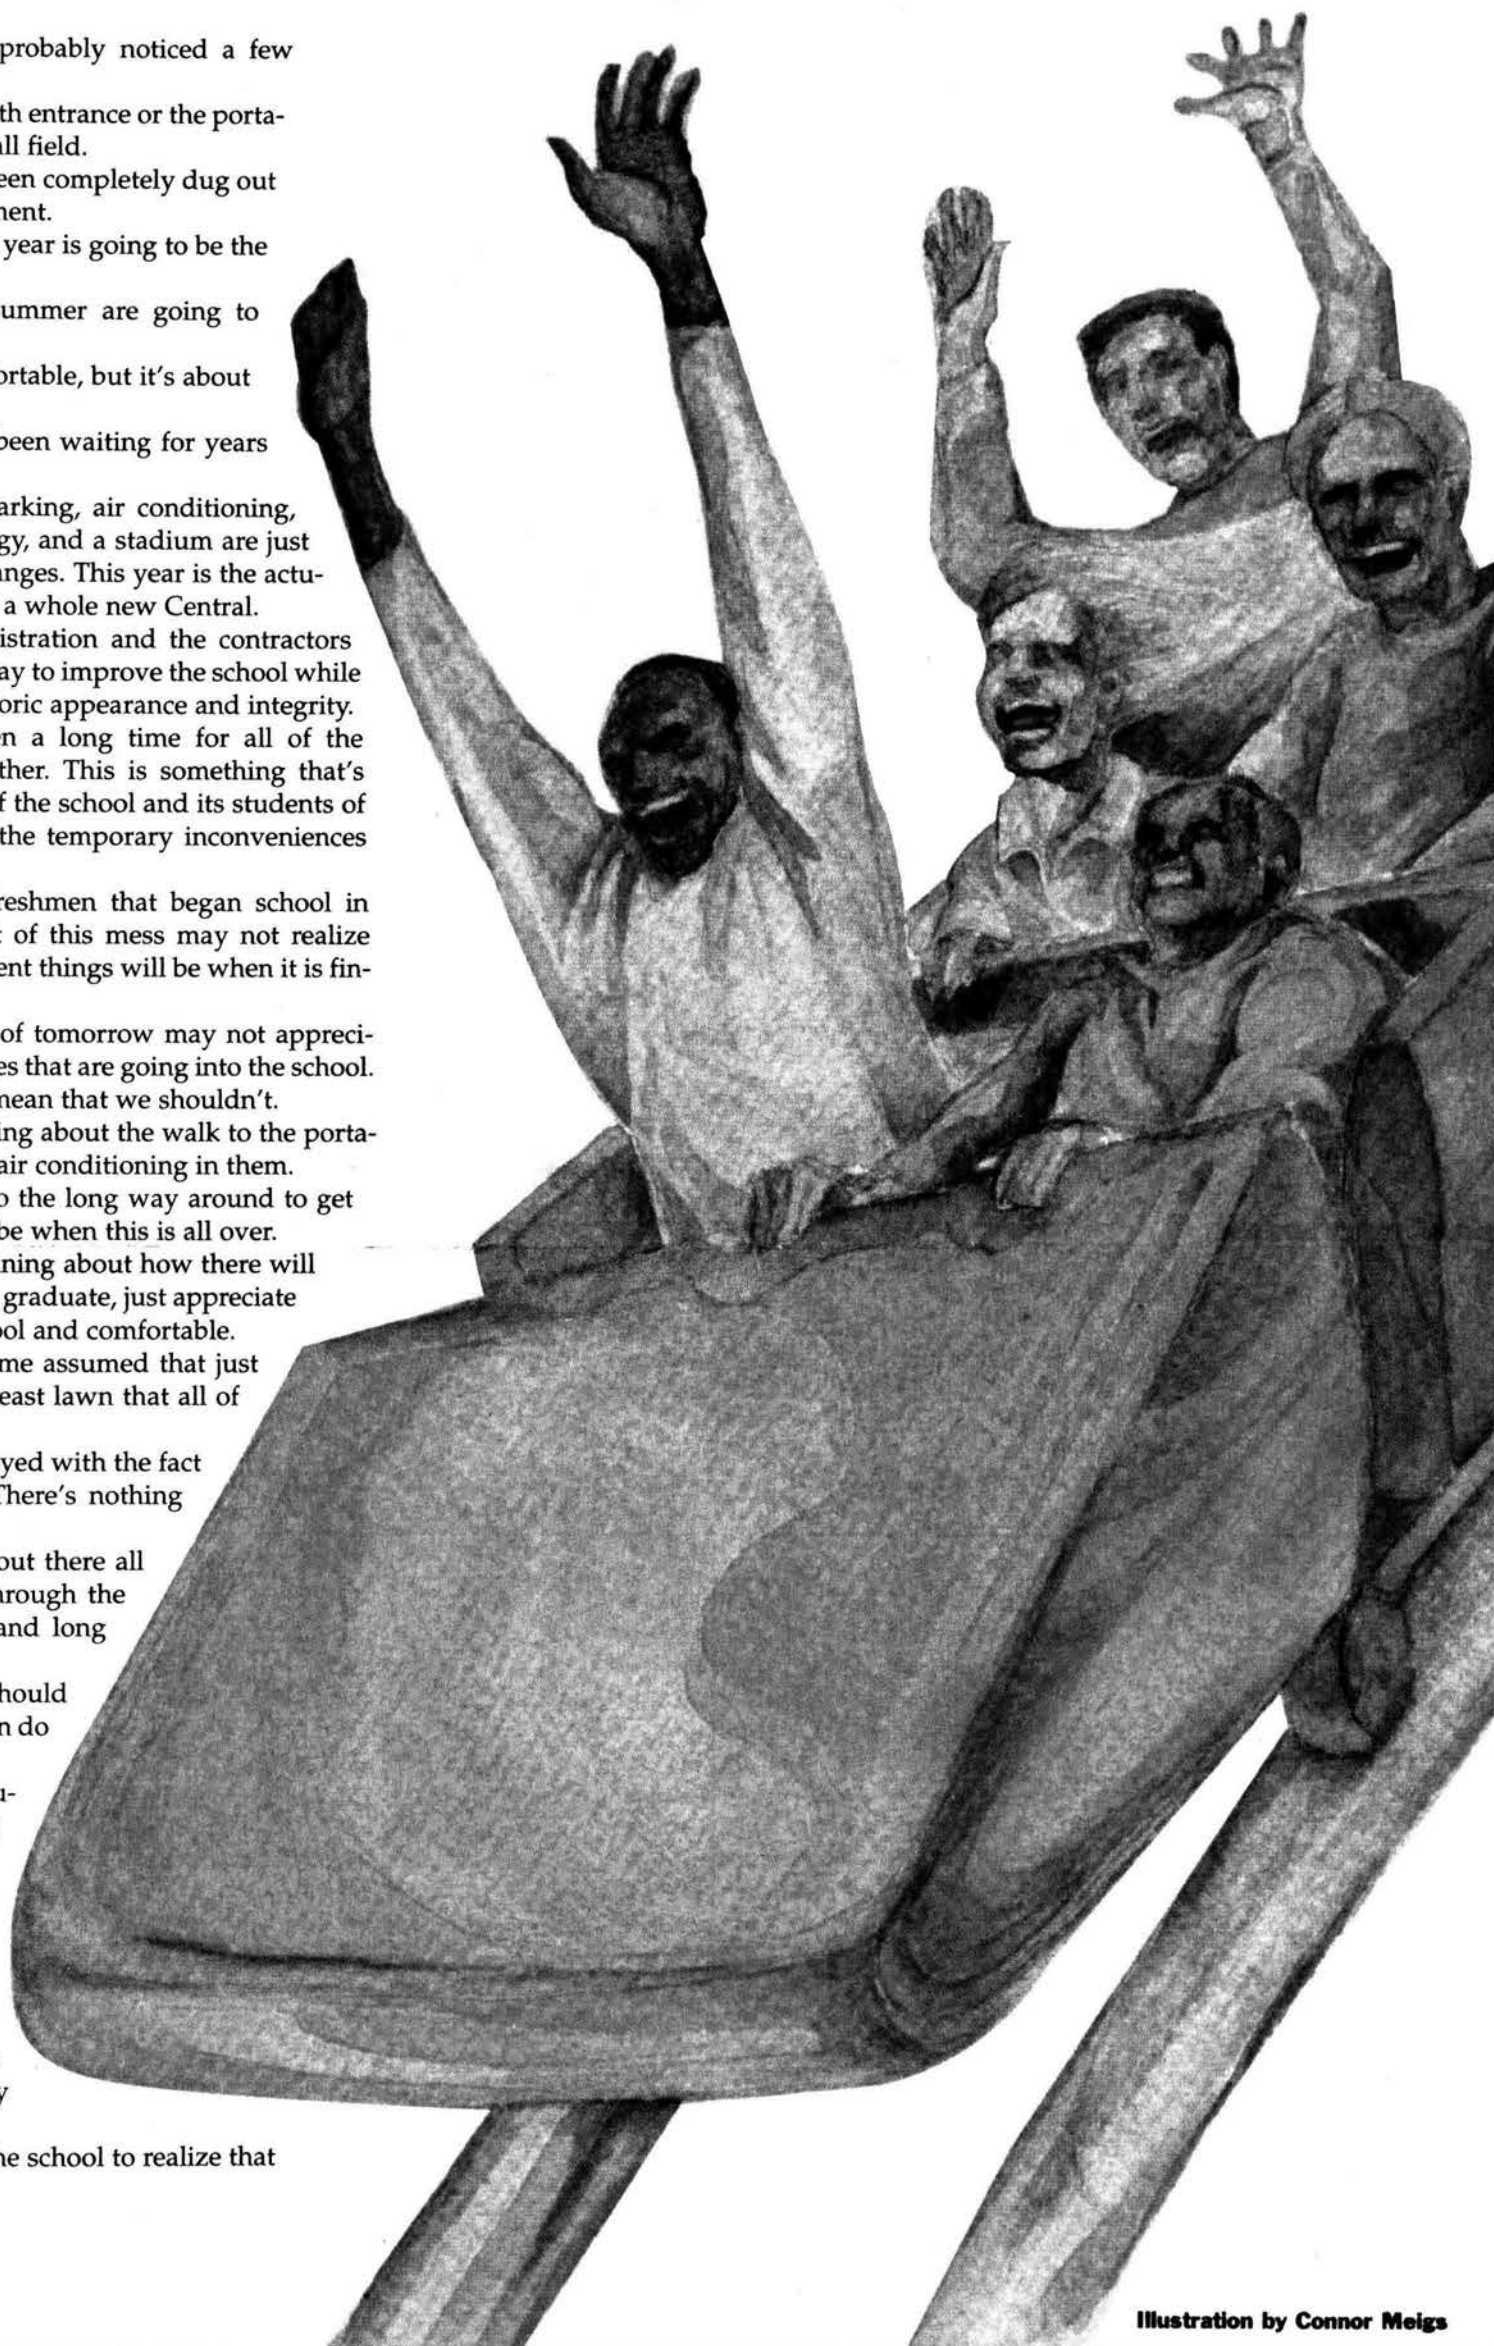 probably noticed a few
th entrance or the porta-
ll field.
een completely dug out
nent.
year is going to be the
ummer are going to
ortable, but it's about
been waiting for years
arking, air conditioning,
gy, and a stadium are just
anges. This year is the actu-
a whole new Central.
istration and the contractors
ay to improve the school while
oric appearance and integrity.
n a long time for all of the
ther. This is something that's
f the school and its students of
the temporary inconveniences
reshmen that began school in
t of this mess may not realize
ent things will be when it is fin-
of tomorrow may not appreci-
es that are going into the school.
mean that we shouldn't.
ing about the walk to the porta-
air conditioning in them.
o the long way around to get
be when this is all over.
ning about how there will
graduate, just appreciate
ool and comfortable.
me assumed that just
east lawn that all of
yed with the fact
There's nothing
out there all
hrough the
and long
hould
n do
u-
y
he school to realize that
Illustration by Connor Meigs